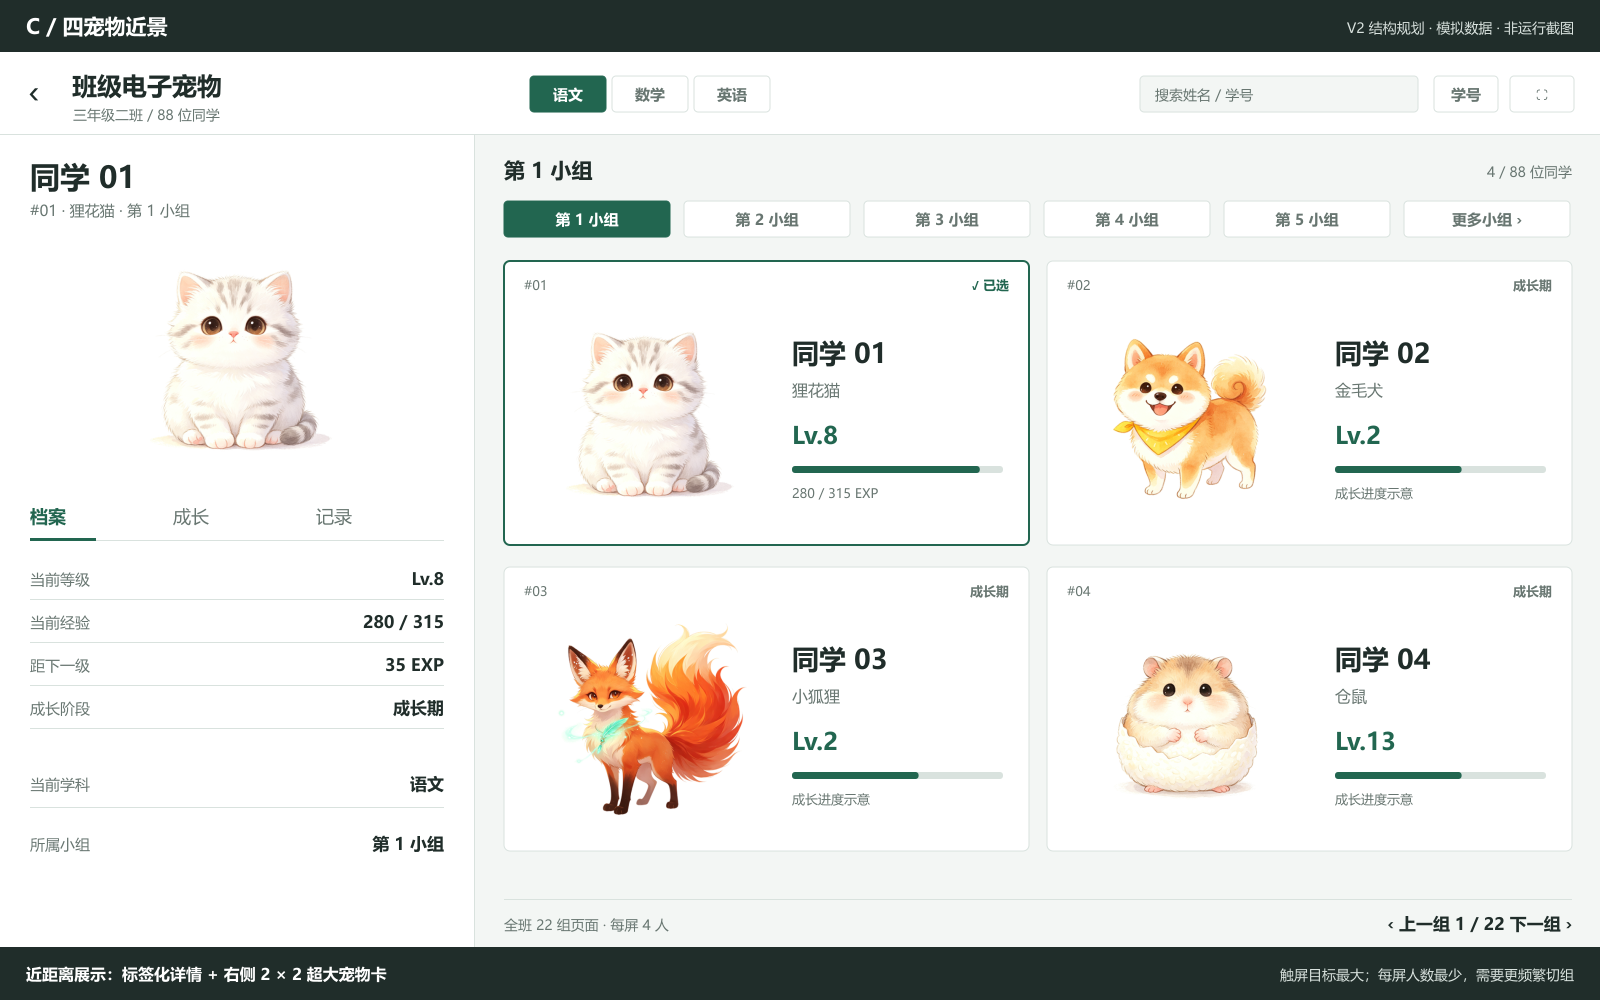 C / 四宠物近景
V2 结构规划 · 模拟数据 · 非运行截图
‹
班级电子宠物
三年级二班 / 88 位同学
语文
数学
英语
搜索姓名 / 学号
学号
同学 01
#01 · 狸花猫 · 第 1 小组
档案
成长
记录
当前等级 Lv.8
当前经验 280 / 315
距下一级 35 EXP
成长阶段 成长期
当前学科 语文
所属小组 第 1 小组
第 1 小组
4 / 88 位同学
第 1 小组
第 2 小组
第 3 小组
第 4 小组
第 5 小组
更多小组 ›
#01
✓ 已选
同学 01
狸花猫
Lv.8
280 / 315 EXP
#02
成长期
同学 02
金毛犬
Lv.2
成长进度示意
#03
成长期
同学 03
小狐狸
Lv.2
成长进度示意
#04
成长期
同学 04
仓鼠
Lv.13
成长进度示意
全班 22 组页面 · 每屏 4 人
‹ 上一组 1 / 22 下一组 ›
近距离展示：标签化详情 + 右侧 2 × 2 超大宠物卡
触屏目标最大；每屏人数最少，需要更频繁切组